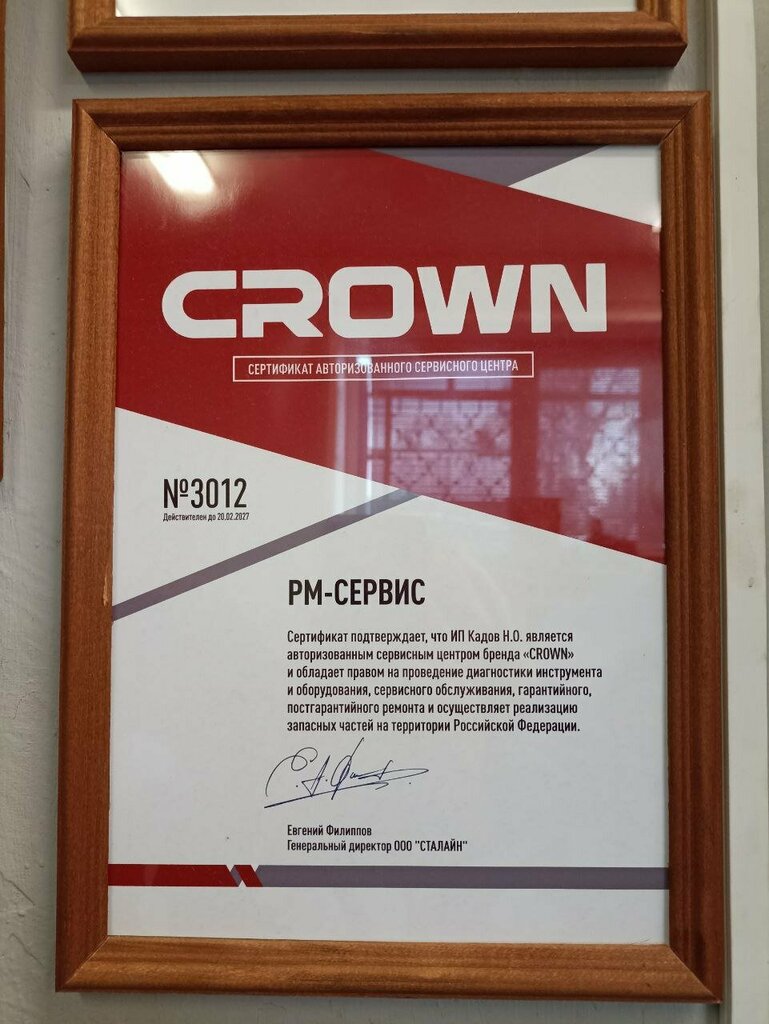 CROWN
СЕРТИФИКАТ АВТОРИЗОВАННОГО СЕРВИСНОГО ЦЕНТРА
№3012
Действителен до 20.02.2027
РМ-СЕРВИС
Сертификат подтверждает, что ИП Кадов Н.О. является
авторизованным сервисным центром бренда «CROWN»
и обладает правом на проведение диагностики инструмента
и оборудования, сервисного обслуживания, гарантийного,
постгарантийного ремонта и осуществляет реализацию
запасных частей на территории Российской Федерации.
Евгений Филиппов
Генеральный директор ООО "СТАЛАЙН"